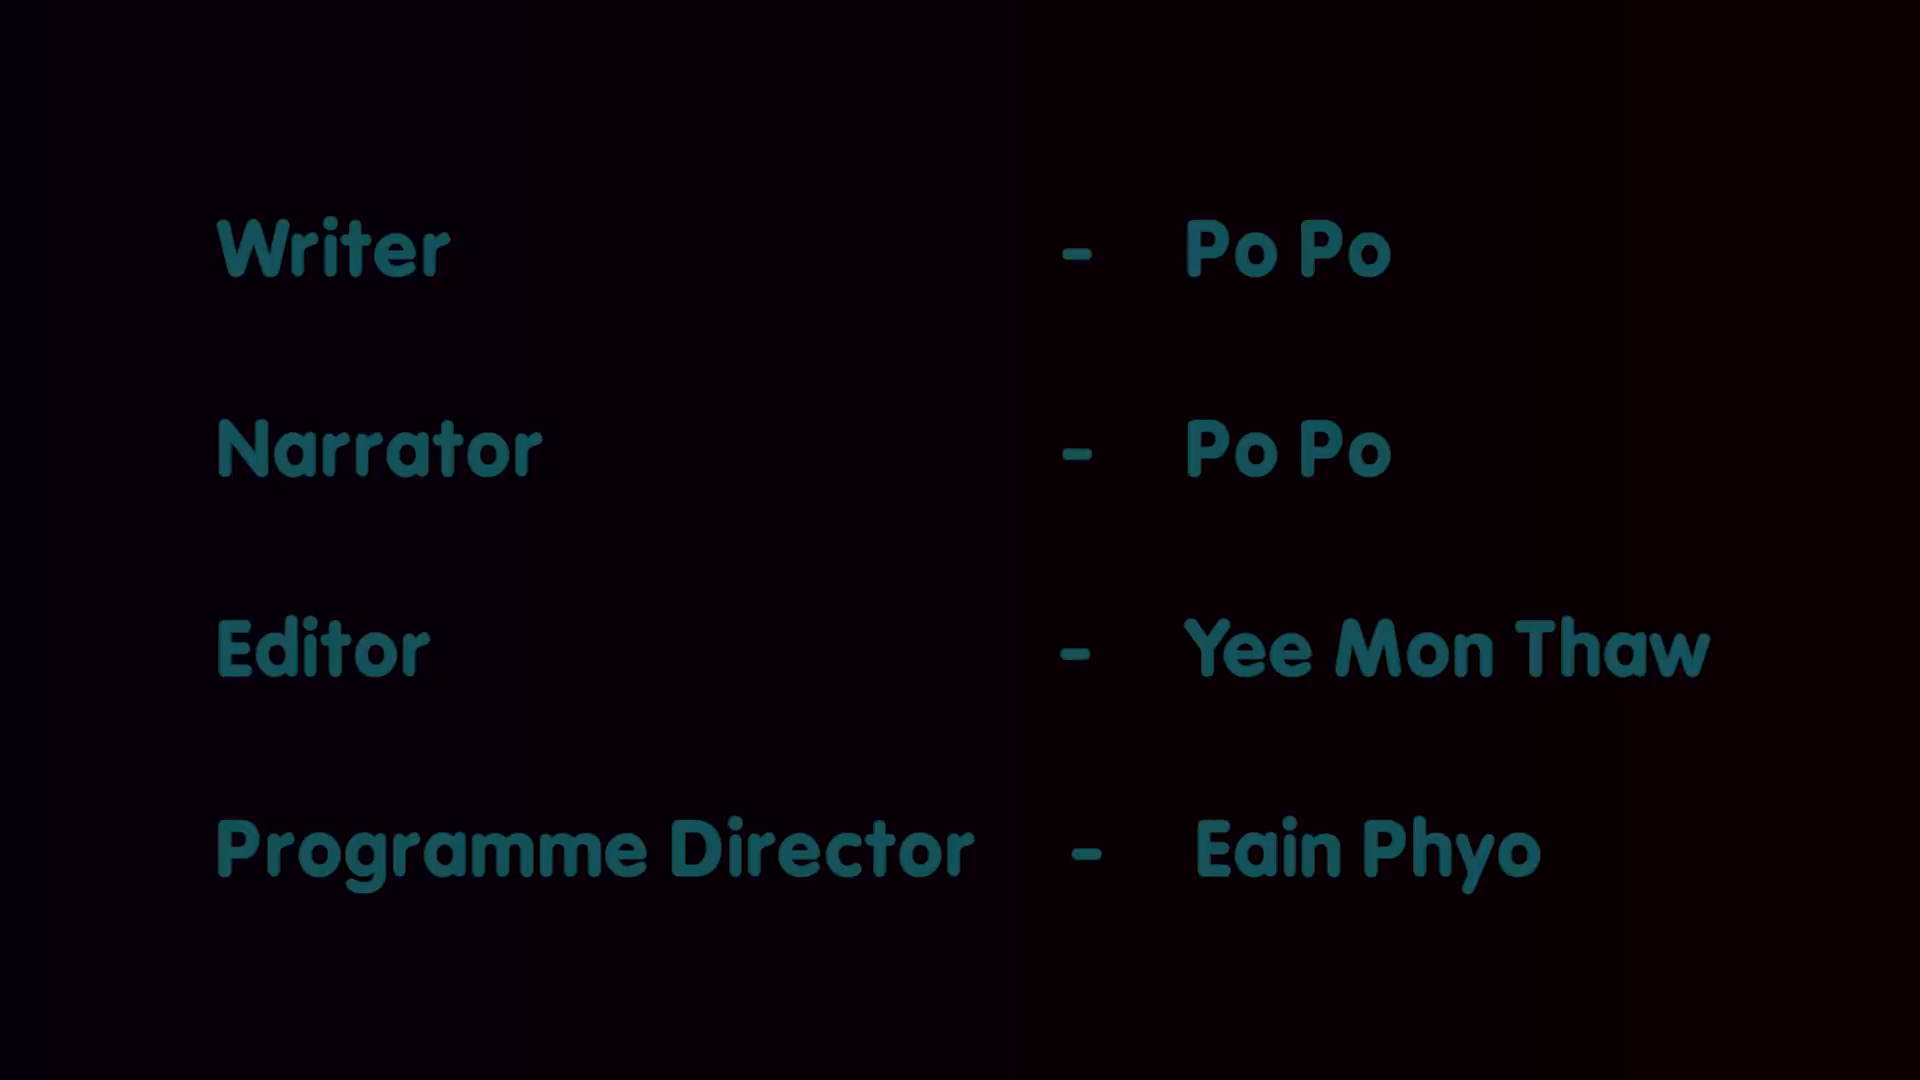 Writer - Po Po
Narrator - Po Po
Editor - Yee Mon Thaw
Programme Director - Eain Phyo